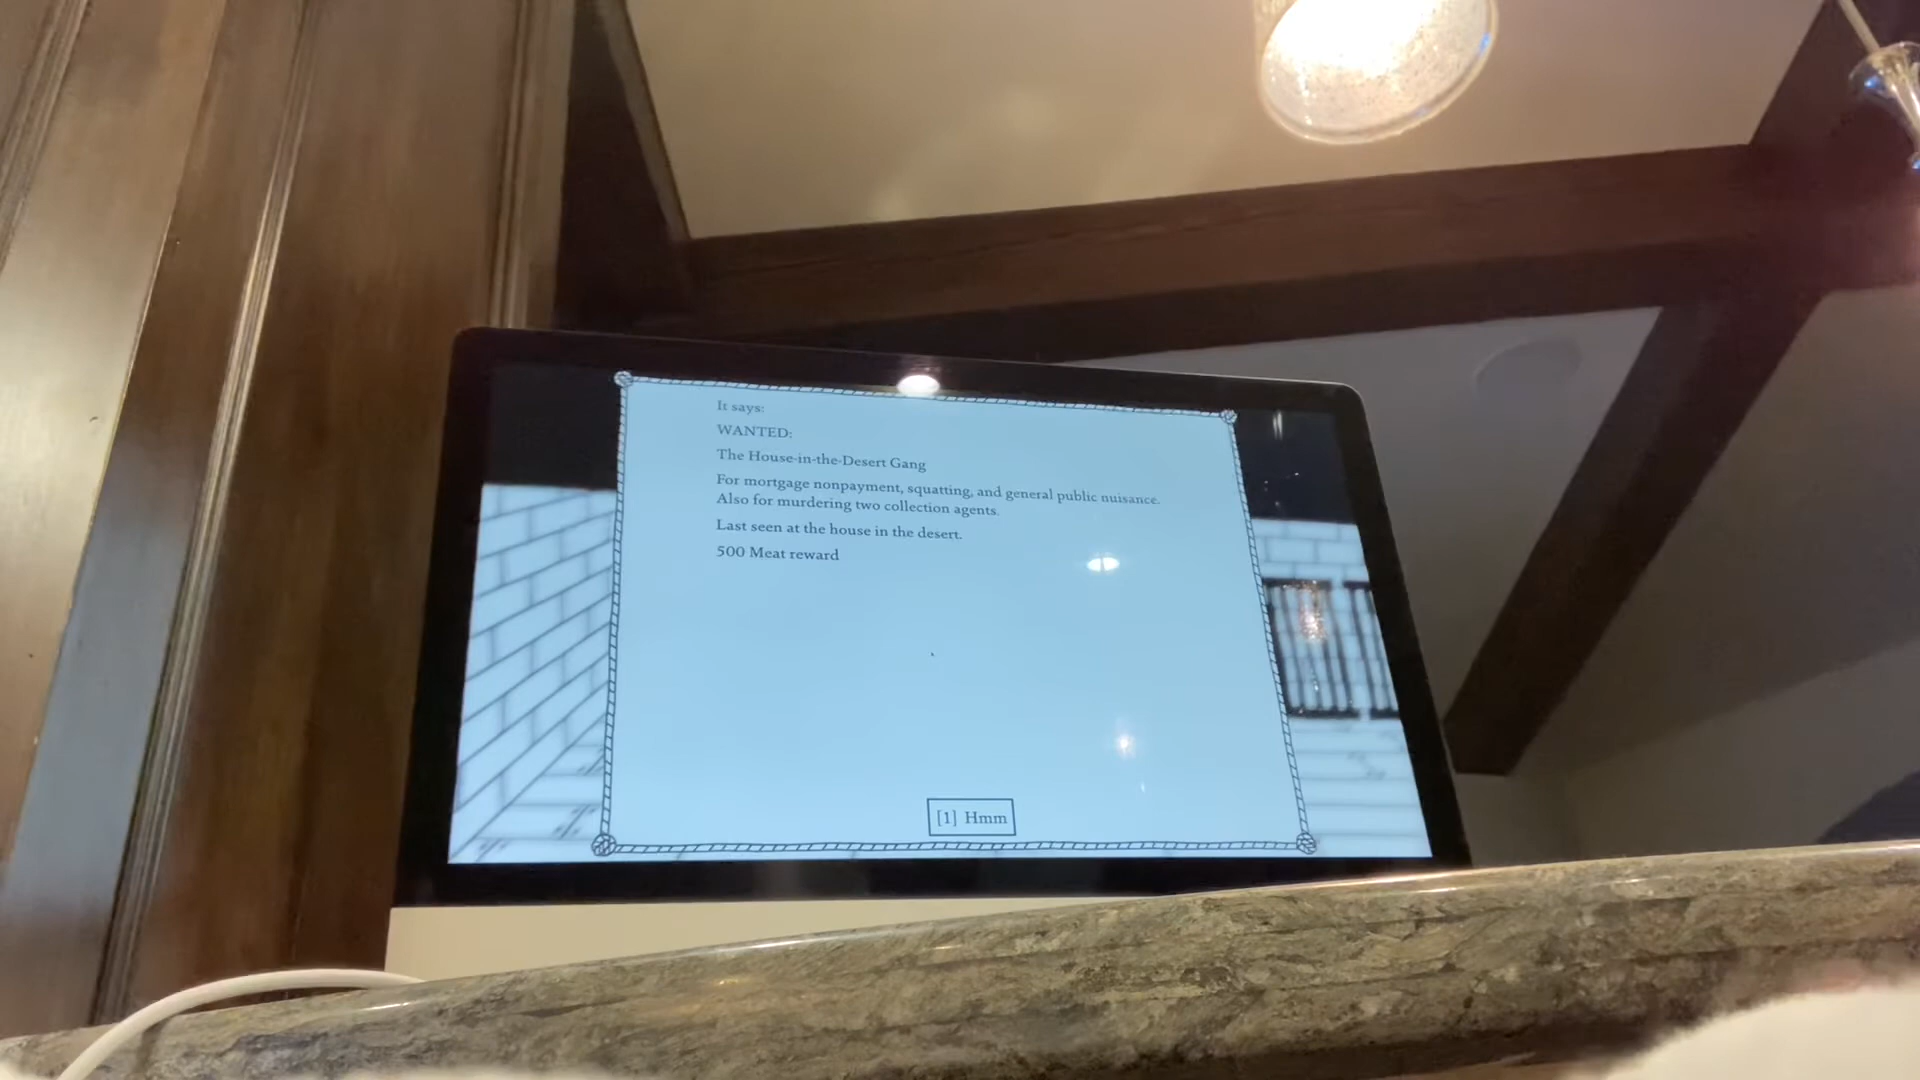 It says:
WANTED:
The House-in-the-Desert Gang
For mortgage nonpayment, squatting, and general public nuisance.
Also for murdering two collection agents.
Last seen at the house in the desert.
500 Meat reward
[1] Hmm